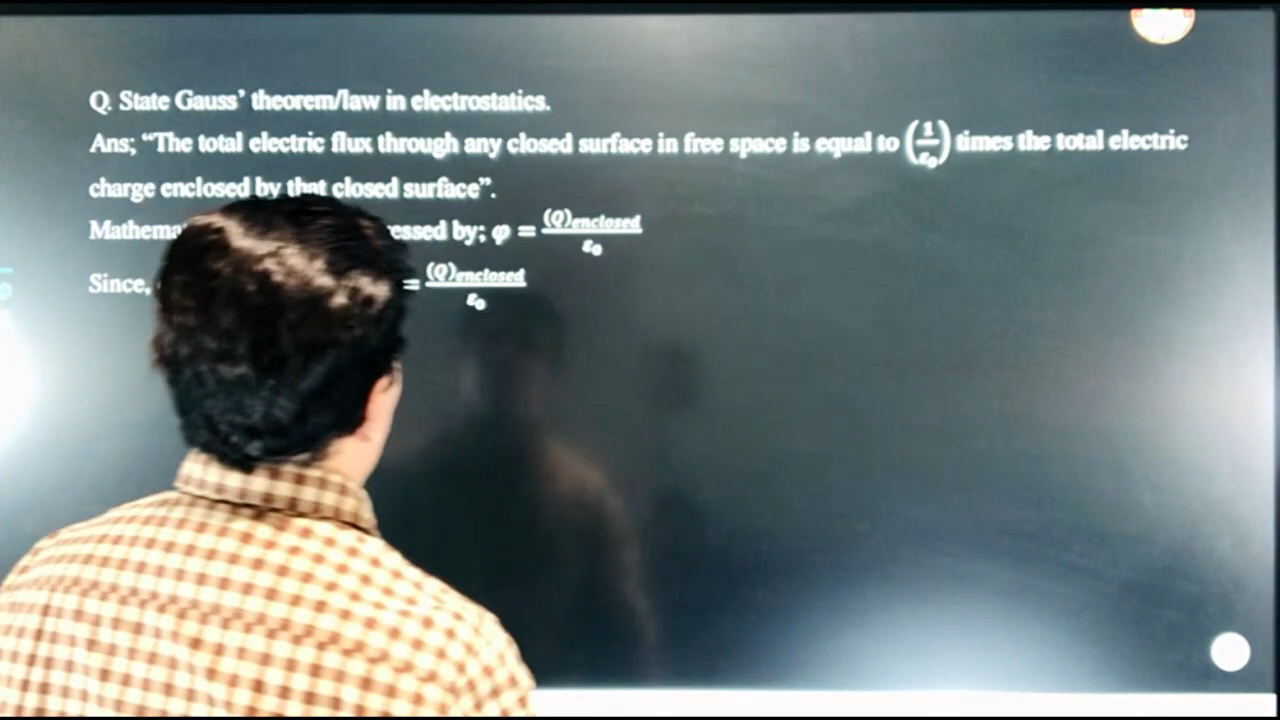 Q. State Gauss’ theorem/law in electrostatics.
Ans; “The total electric flux through any closed surface in free space is equal to (1/ε₀) times the total electric
charge enclosed by that closed surface”.
by; φ = (Q)enclosed/ε₀
Since, = (Q)enclosed/ε₀